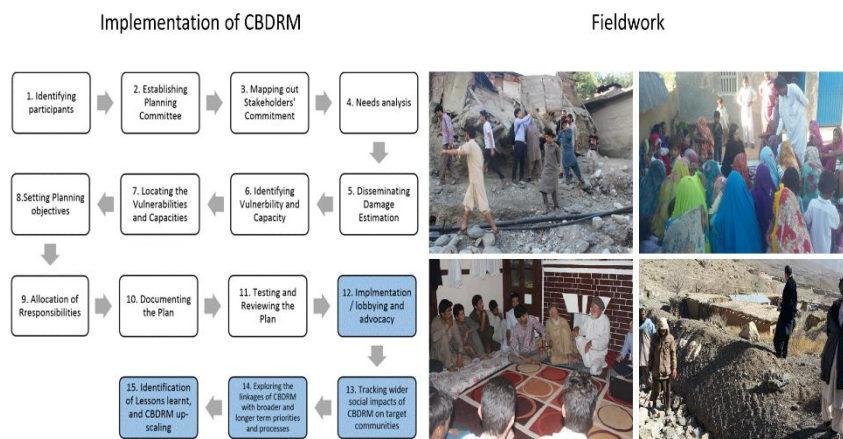 Implementation of CBDRM
Fieldwork
1. Identifying
participants
2. Establishing
Planning
Committee
3. Mapping out
Stakeholders'
Commitment
4. Needs analysis
5. Disseminating
Damage
Estimation
6. Identifying
Vulnerbility and
Capacity
7. Locating the
Vulnerabilities and
Capacities
8.Setting Planning
objectives
9. Allocation of
Rresponsibilities
10. Documenting
the Plan
11. Testing and
Reviewing the
Plan
12. Implmentation
/ lobbying and
advocacy
13. Tracking wider
social impacts of
CBDRM on target
communities
14. Exploring the
linkages of CBDRM
with broader and
longer term priorities
and processes
15. Identification of
Lessons learnt,
and CBDRM up-
scaling